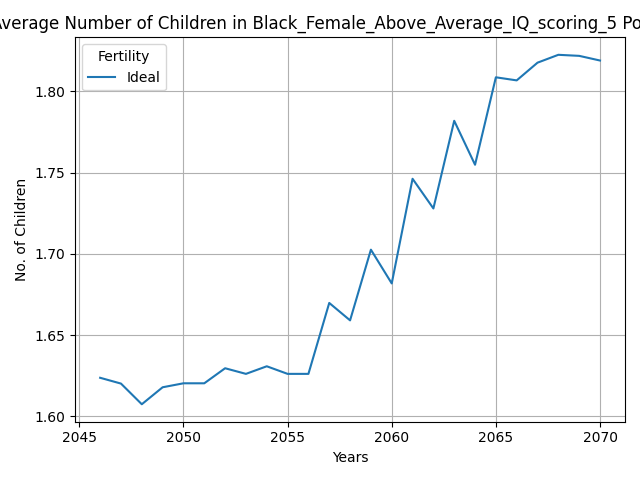 Average Number of Children in Black_Female_Above_Average_IQ_scoring_5 Po
Fertility
Ideal
No. of Children
1.80
1.75
1.70
1.65
1.60
2045 2050 2055 2060 2065 2070
Years